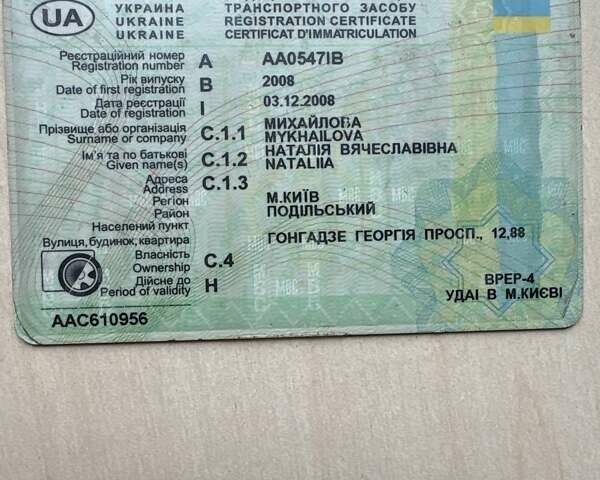 UA
УКРАИНА
UKRAINE
ТРАНСПОРТНОГО ЗАСОБУ
REGISTRATION CERTIFICATE
CERTIFICAT D'IMMATRICULATION
Реєстраційний номер
Registration number A AA0547IB
Рік випуску
Date of first registration B 2008
Дата реєстрації
Date of registration I 03.12.2008
Прізвище або організація МИХАЙЛОВА
Surname or company C.1.1 MYKHAILOVA
Ім'я та по батькові НАТАЛІЯ ВЯЧЕСЛАВІВНА
Given name(s) C.1.2 NATALIIA
Адреса
Address C.1.3
Регіон М.КИЇВ
Район ПОДІЛЬСЬКИЙ
Населений пункт
Вулиця, будинок, квартира ГОНГАДЗЕ ГЕОРГІЯ ПРОСП., 12,88
Власність
Ownership C.4
Дійсне до ВРЕР-4
Period of validity H УДАІ В М.КИЄВІ
AAC610956